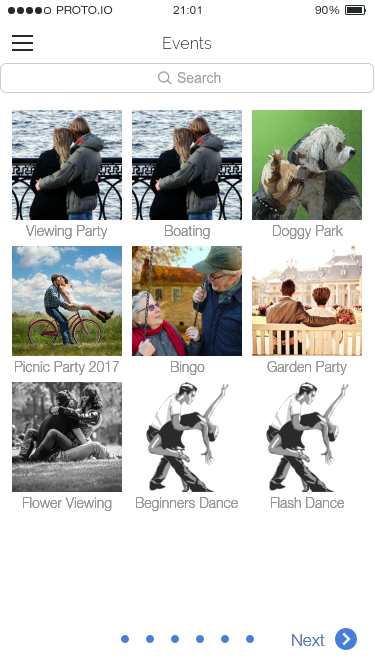 PROTO.IO 21:01 90%
Events
Search
Viewing Party Boating Doggy Park
Picnic Party 2017 Bingo Garden Party
Flower Viewing Beginners Dance Flash Dance
Next